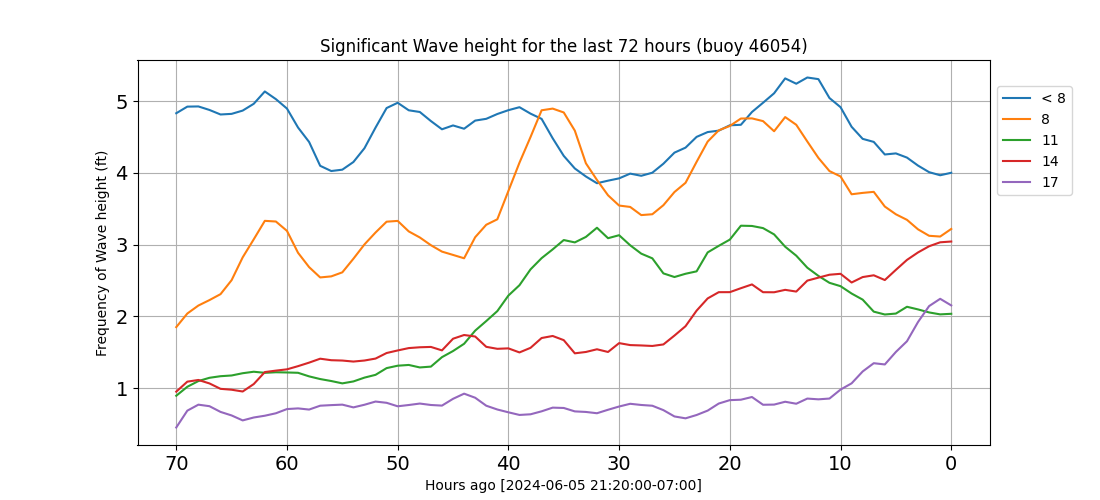 Significant Wave height for the last 72 hours (buoy 46054)
Frequency of Wave height (ft)
5
4
3
2
1
70 60 50 40 30 20 10 0
Hours ago [2024-06-05 21:20:00-07:00]
< 8
8
11
14
17